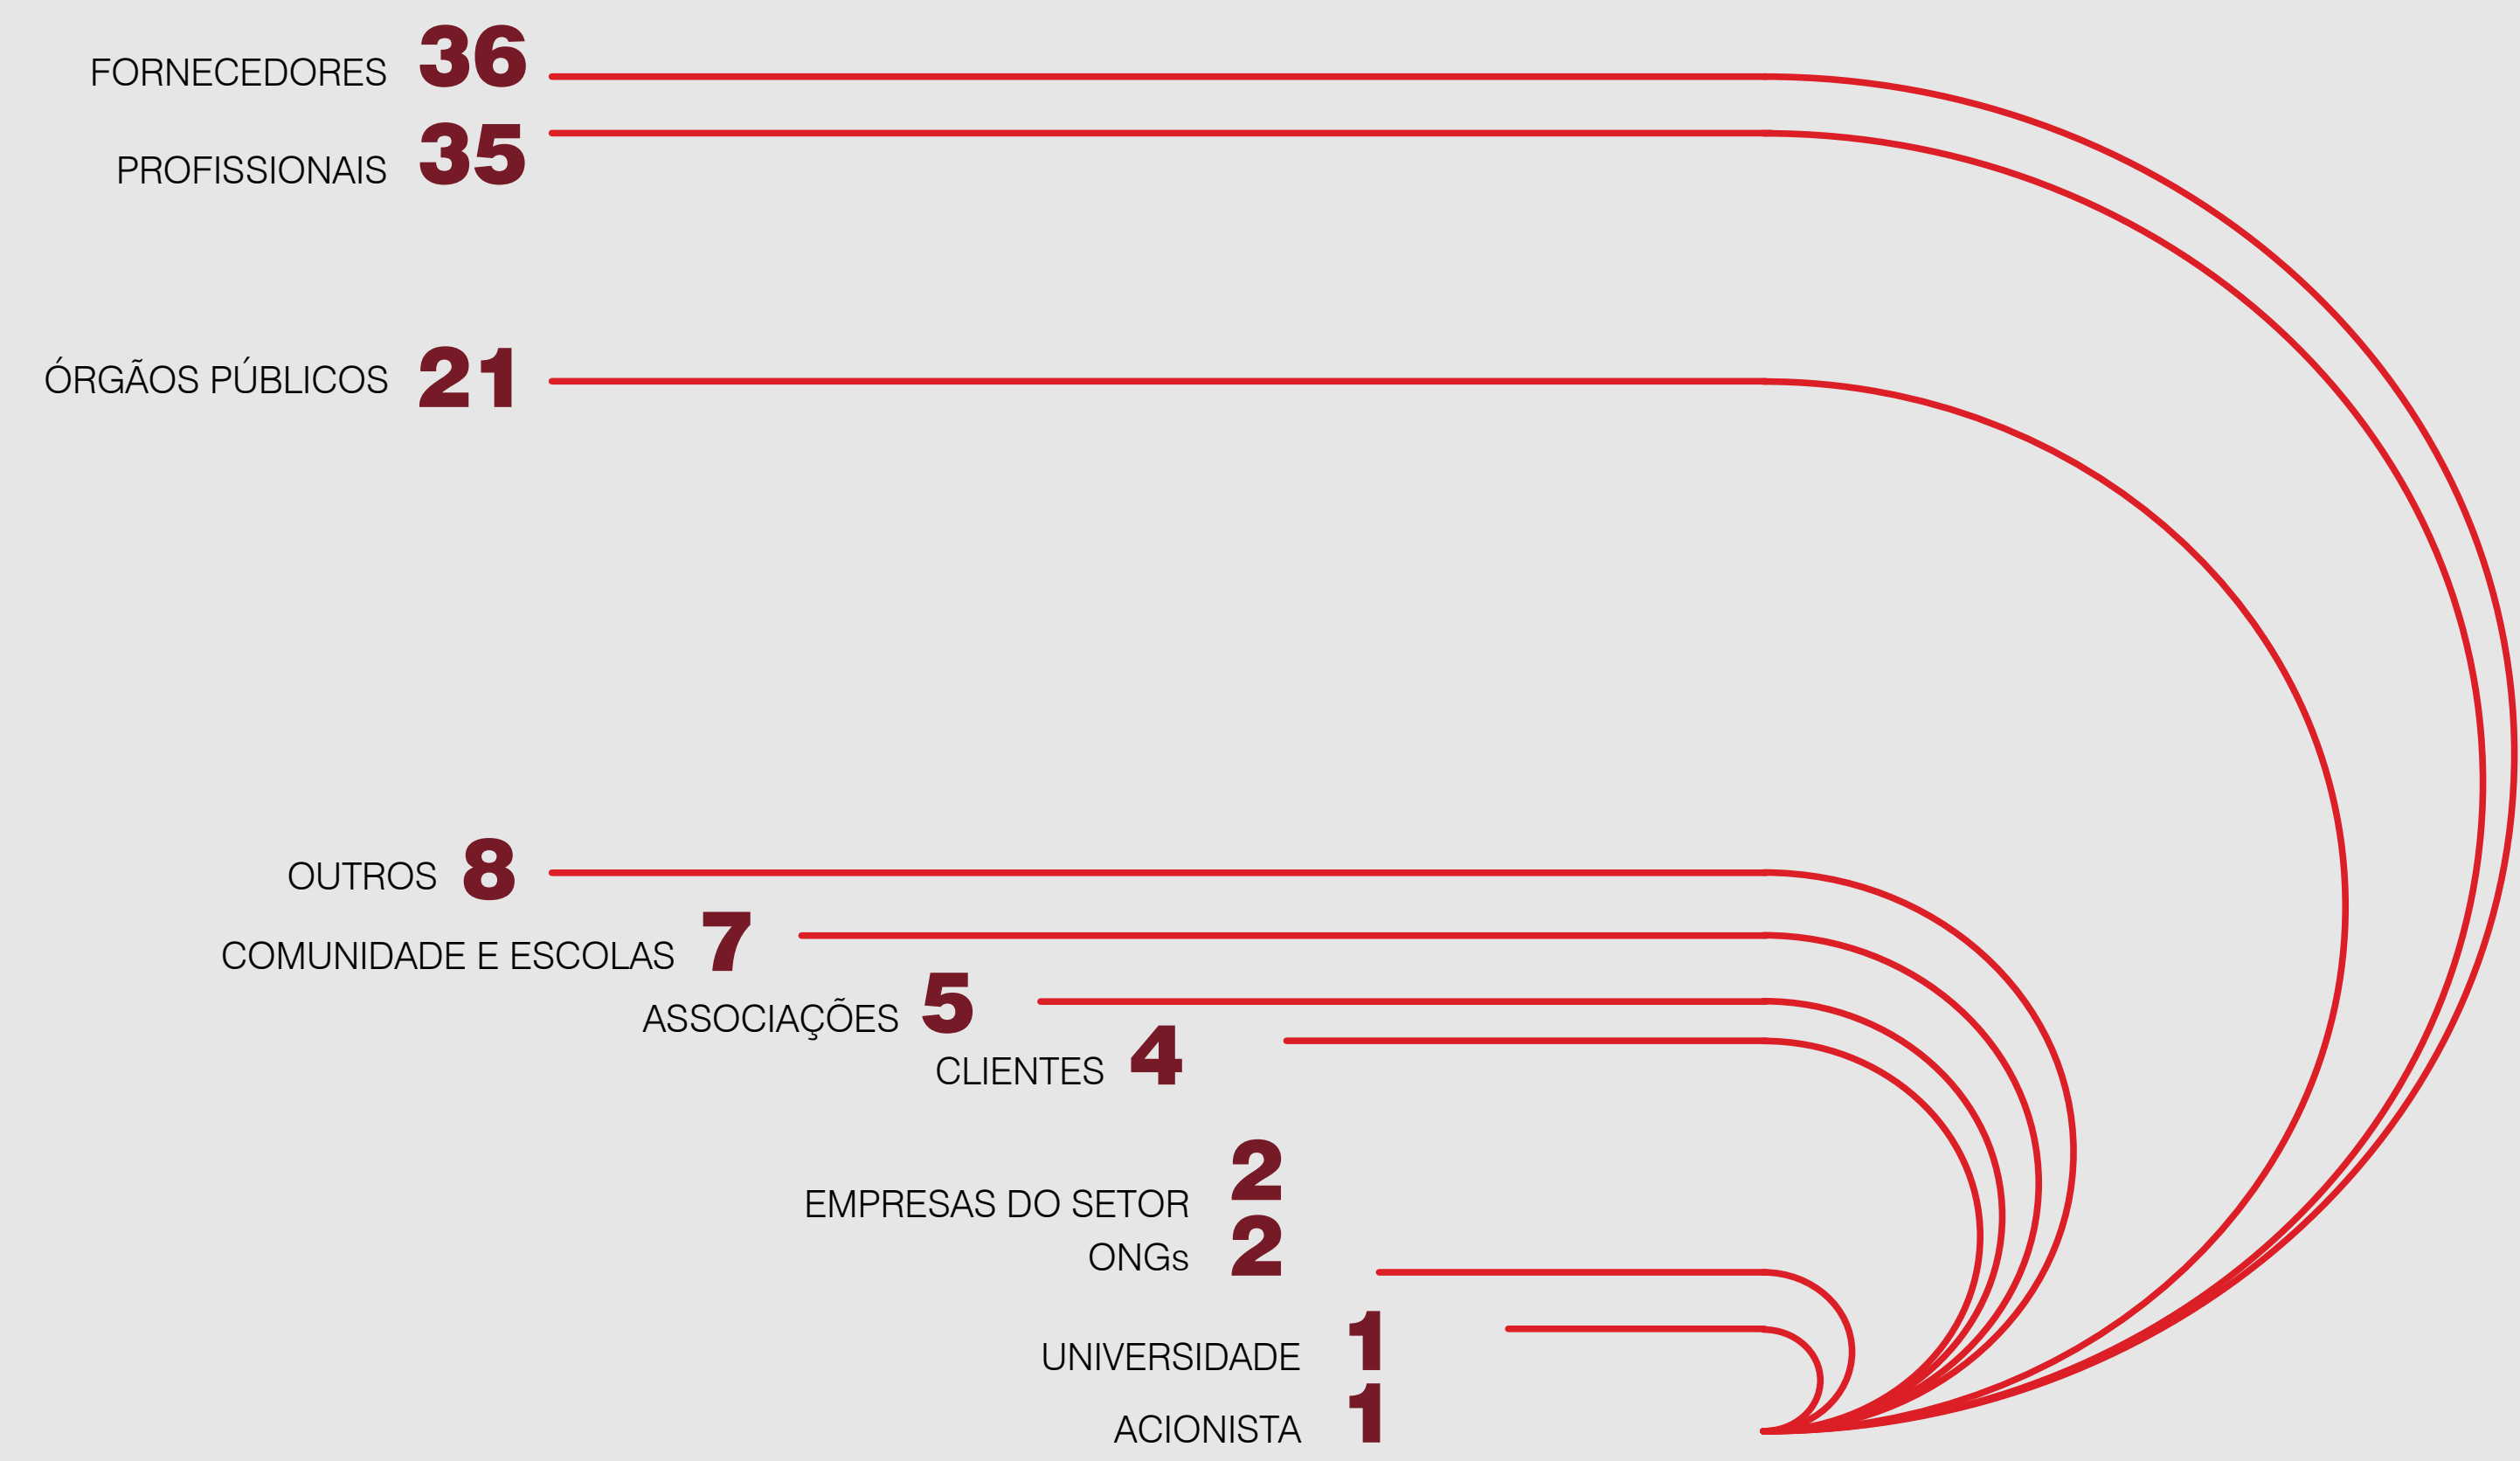 FORNECEDORES 36
PROFISSIONAIS 35
ÓRGÃOS PÚBLICOS 21
OUTROS 8
COMUNIDADE E ESCOLAS 7
ASSOCIAÇÕES 5
CLIENTES 4
EMPRESAS DO SETOR 2
ONGs 2
UNIVERSIDADE 1
ACIONISTA 1